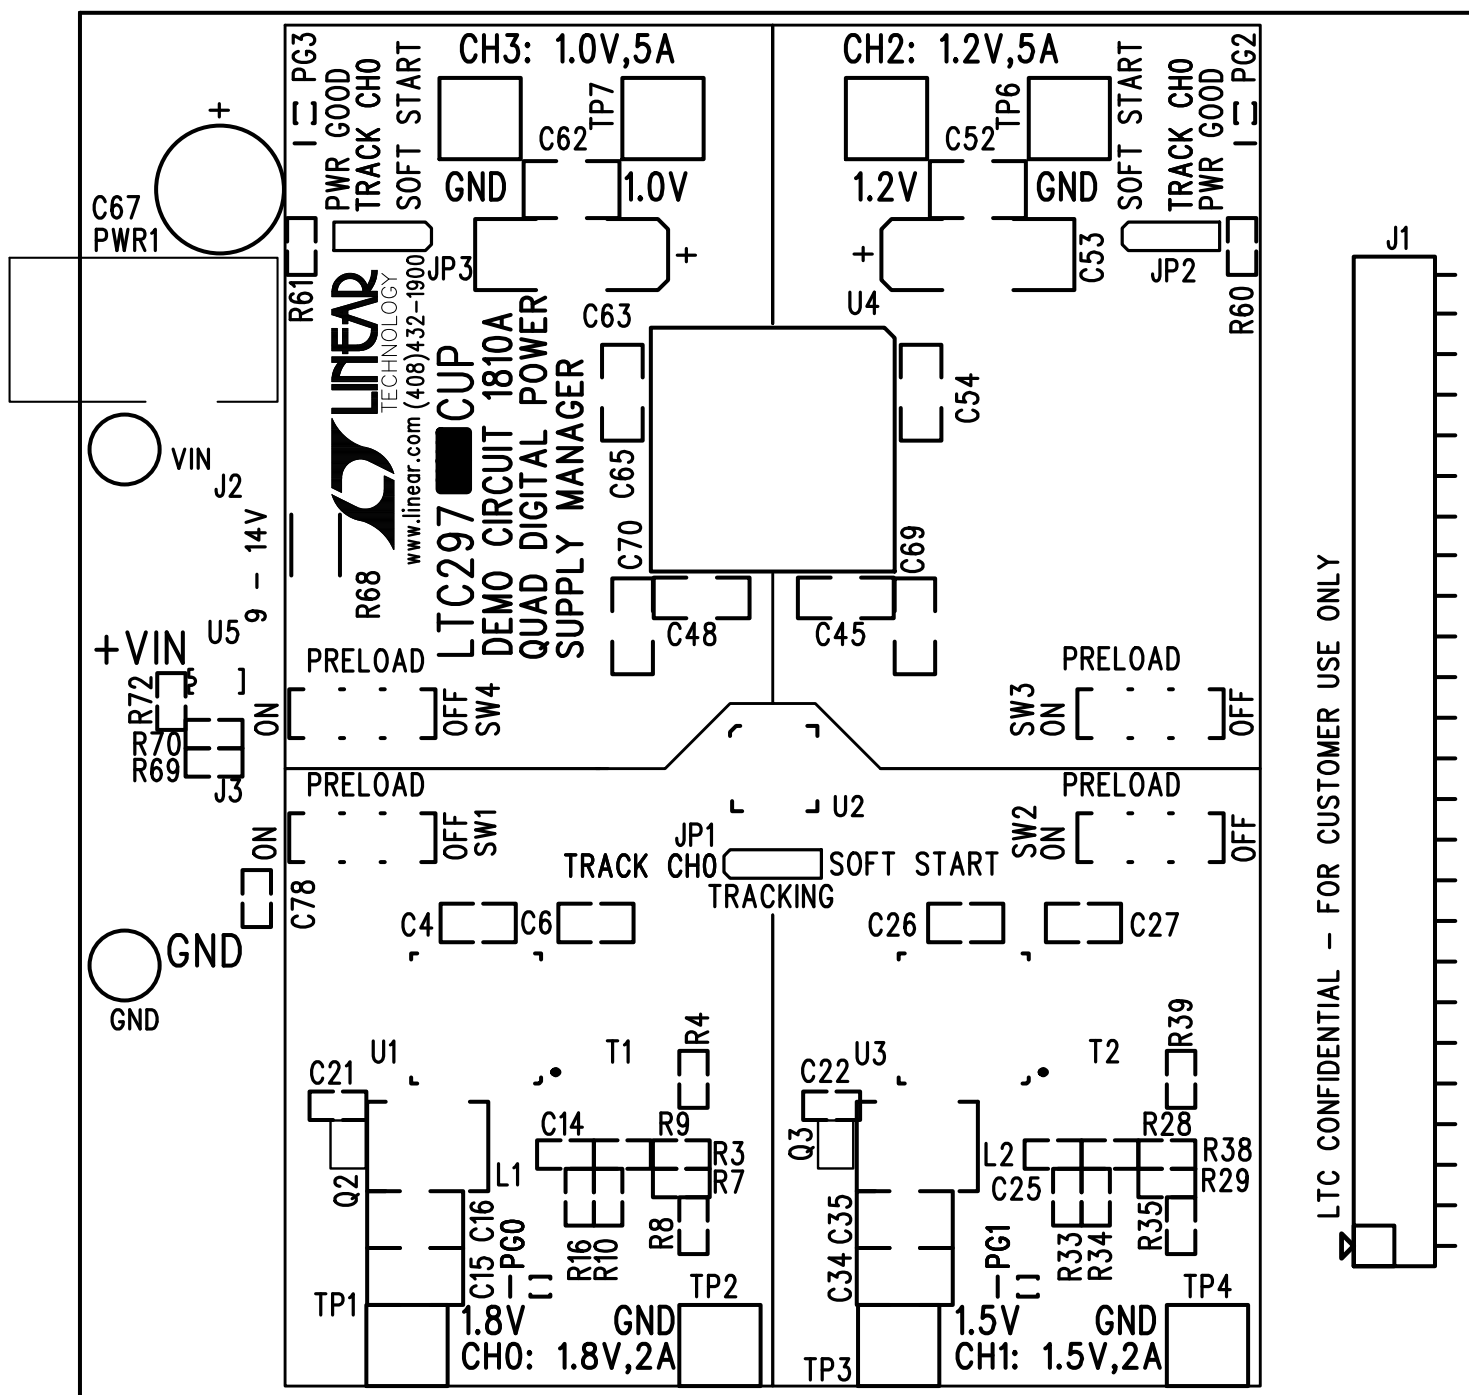 CH3: 1.0V,5A
CH2: 1.2V,5A
PG3
PWR GOOD
TRACK CH0
SOFT START
TP7
C62
GND
1.0V
TP6
C52
1.2V
GND
SOFT START
TRACK CH0
PWR GOOD
PG2
+
C67
PWR1
R61
JP3
+
C63
+
U4
C53
JP2
R60
J1
LINEAR
TECHNOLOGY
www.linear.com (408)432-1900
LTC297 CUP
DEMO CIRCUIT 1810A
QUAD DIGITAL POWER
SUPPLY MANAGER
C65
C54
VIN
J2
9 - 14V
R68
C70
C69
C48
C45
U5
+VIN
R72
R70
R69
J3
PRELOAD
ON
OFF
SW4
PRELOAD
SW3
ON
OFF
PRELOAD
ON
OFF
SW1
PRELOAD
SW2
ON
OFF
U2
JP1
TRACK CH0
SOFT START
TRACKING
C78
GND
GND
C4
C6
C26
C27
U1
T1
R4
U3
T2
R39
C21
C22
Q2
L1
C14
R9
R3
R7
R8
C16
C15
-PG0
R16
R10
Q3
L2
C25
R28
R38
R29
R35
C35
C34
-PG1
R33
R34
TP1
1.8V
GND
TP2
CH0: 1.8V,2A
TP3
1.5V
GND
TP4
CH1: 1.5V,2A
LTC CONFIDENTIAL - FOR CUSTOMER USE ONLY